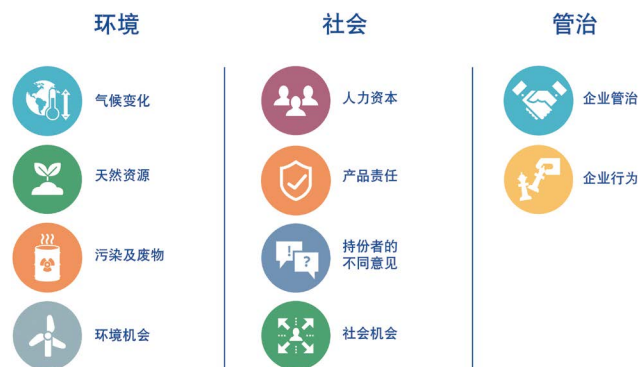 环境
气候变化
天然资源
污染及废物
环境机会
社会
人力资本
产品责任
持份者的
不同意见
社会机会
管治
企业管治
企业行为